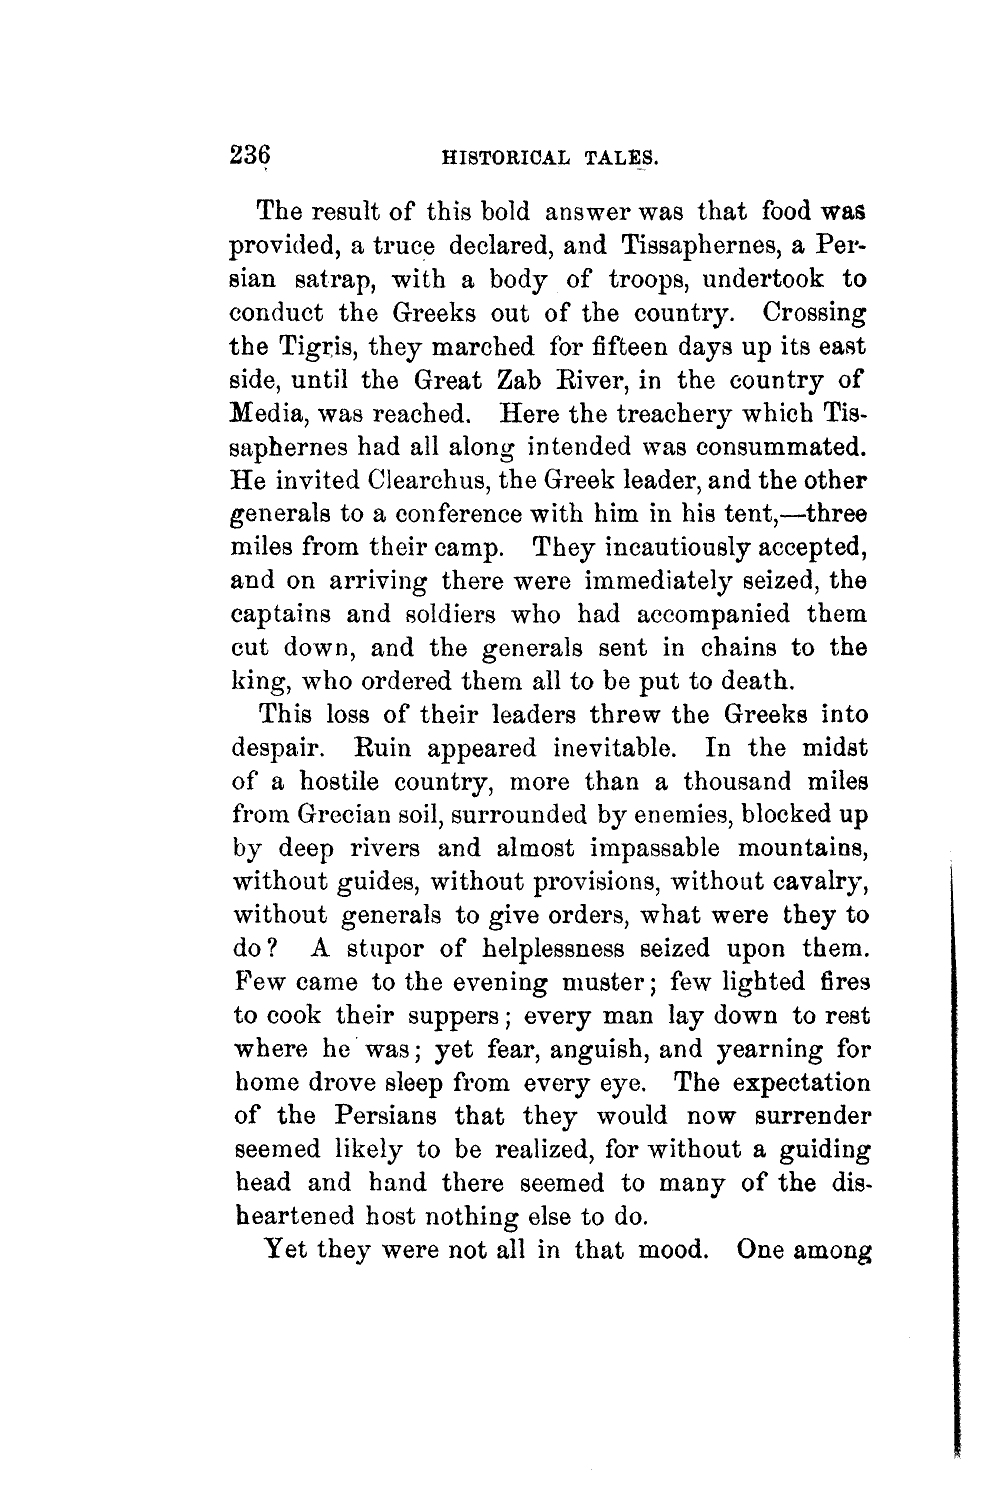 236 HISTORICAL TALES.
The result of this bold answer was that food was
provided, a truce declared, and Tissaphernes, a Per-
sian satrap, with a body of troops, undertook to
conduct the Greeks out of the country. Crossing
the Tigris, they marched for fifteen days up its east
side, until the Great Zab River, in the country of
Media, was reached. Here the treachery which Tis-
saphernes had all along intended was consummated.
He invited Clearchus, the Greek leader, and the other
generals to a conference with him in his tent,—three
miles from their camp. They incautiously accepted,
and on arriving there were immediately seized, the
captains and soldiers who had accompanied them
cut down, and the generals sent in chains to the
king, who ordered them all to be put to death.
This loss of their leaders threw the Greeks into
despair. Ruin appeared inevitable. In the midst
of a hostile country, more than a thousand miles
from Grecian soil, surrounded by enemies, blocked up
by deep rivers and almost impassable mountains,
without guides, without provisions, without cavalry,
without generals to give orders, what were they to
do? A stupor of helplessness seized upon them.
Few came to the evening muster; few lighted fires
to cook their suppers; every man lay down to rest
where he was; yet fear, anguish, and yearning for
home drove sleep from every eye. The expectation
of the Persians that they would now surrender
seemed likely to be realized, for without a guiding
head and hand there seemed to many of the dis-
heartened host nothing else to do.
Yet they were not all in that mood. One among